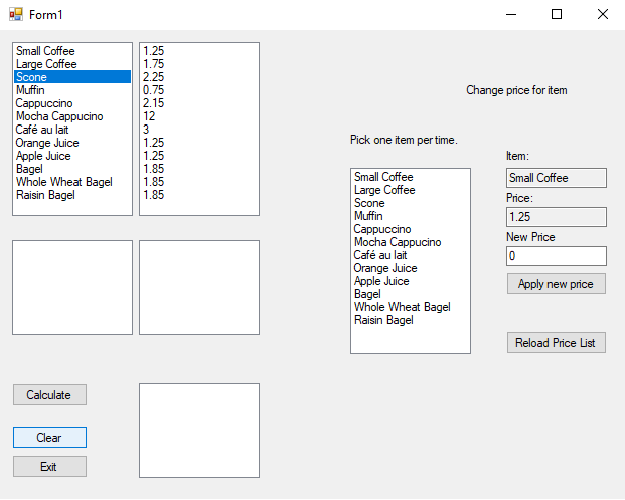 Form1
Small Coffee 1.25
Large Coffee 1.75
Scone 2.25
Muffin 0.75
Cappuccino 2.15
Mocha Cappucino 12
Café au lait 3
Orange Juice 1.25
Apple Juice 1.25
Bagel 1.85
Whole Wheat Bagel 1.85
Raisin Bagel 1.85
Change price for item
Pick one item per time.
Small Coffee
Large Coffee
Scone
Muffin
Cappuccino
Mocha Cappucino
Café au lait
Orange Juice
Apple Juice
Bagel
Whole Wheat Bagel
Raisin Bagel
Item:
Small Coffee
Price:
1.25
New Price
0
Apply new price
Reload Price List
Calculate
Clear
Exit